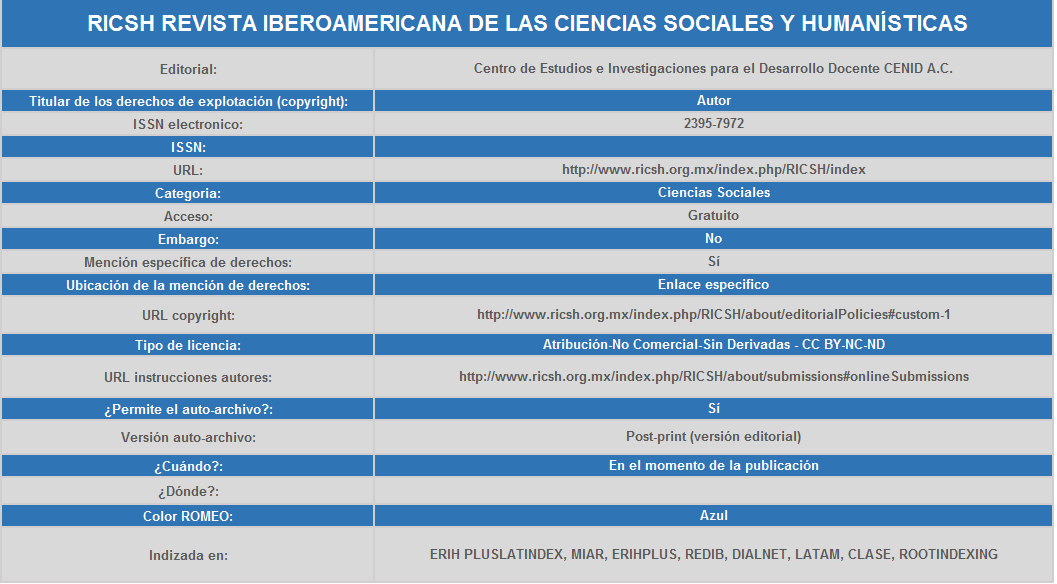 RICSH REVISTA IBEROAMERICANA DE LAS CIENCIAS SOCIALES Y HUMANÍSTICAS
Editorial: Centro de Estudios e Investigaciones para el Desarrollo Docente CENID A.C.
Titular de los derechos de explotación (copyright): Autor
ISSN electronico: 2395-7972
ISSN:
URL: http://www.ricsh.org.mx/index.php/RICSH/index
Categoria: Ciencias Sociales
Acceso: Gratuito
Embargo: No
Mención específica de derechos: Sí
Ubicación de la mención de derechos: Enlace especifico
URL copyright: http://www.ricsh.org.mx/index.php/RICSH/about/editorialPolicies#custom-1
Tipo de licencia: Atribución-No Comercial-Sin Derivadas - CC BY-NC-ND
URL instrucciones autores: http://www.ricsh.org.mx/index.php/RICSH/about/submissions#onlineSubmissions
¿Permite el auto-archivo?: Sí
Versión auto-archivo: Post-print (versión editorial)
¿Cuándo?: En el momento de la publicación
¿Dónde?:
Color ROMEO: Azul
Indizada en: ERIH PLUSLATINDEX, MIAR, ERIHPLUS, REDIB, DIALNET, LATAM, CLASE, ROOTINDEXING